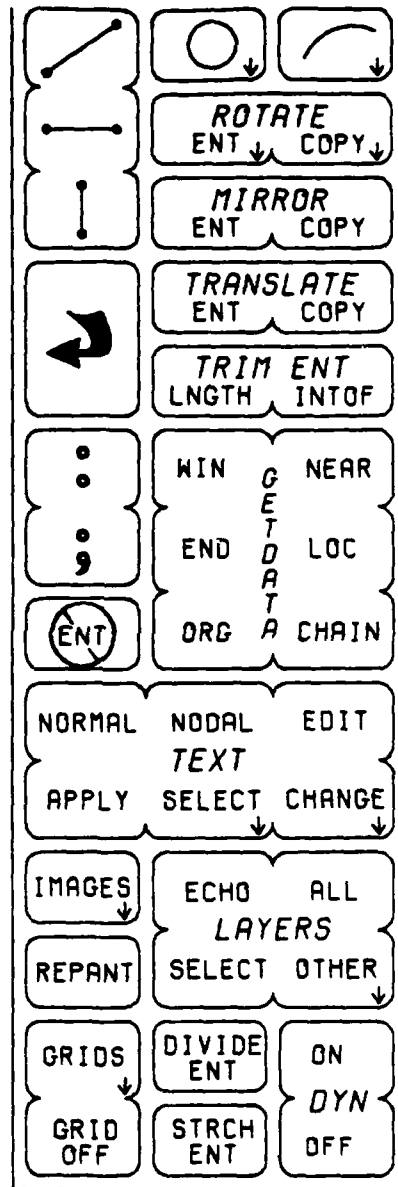 ROTATE
ENT COPY
MIRROR
ENT COPY
TRANSLATE
ENT COPY
TRIM ENT
LNGTH INTOF
:
;
ENT
WIN NEAR
GETDATA
END LOC
ORG CHAIN
NORMAL NODAL EDIT
TEXT
APPLY SELECT CHANGE
IMAGES
REPANT
ECHO ALL
LAYERS
SELECT OTHER
GRIDS
GRID
OFF
DIVIDE
ENT
STRCH
ENT
ON
DYN
OFF